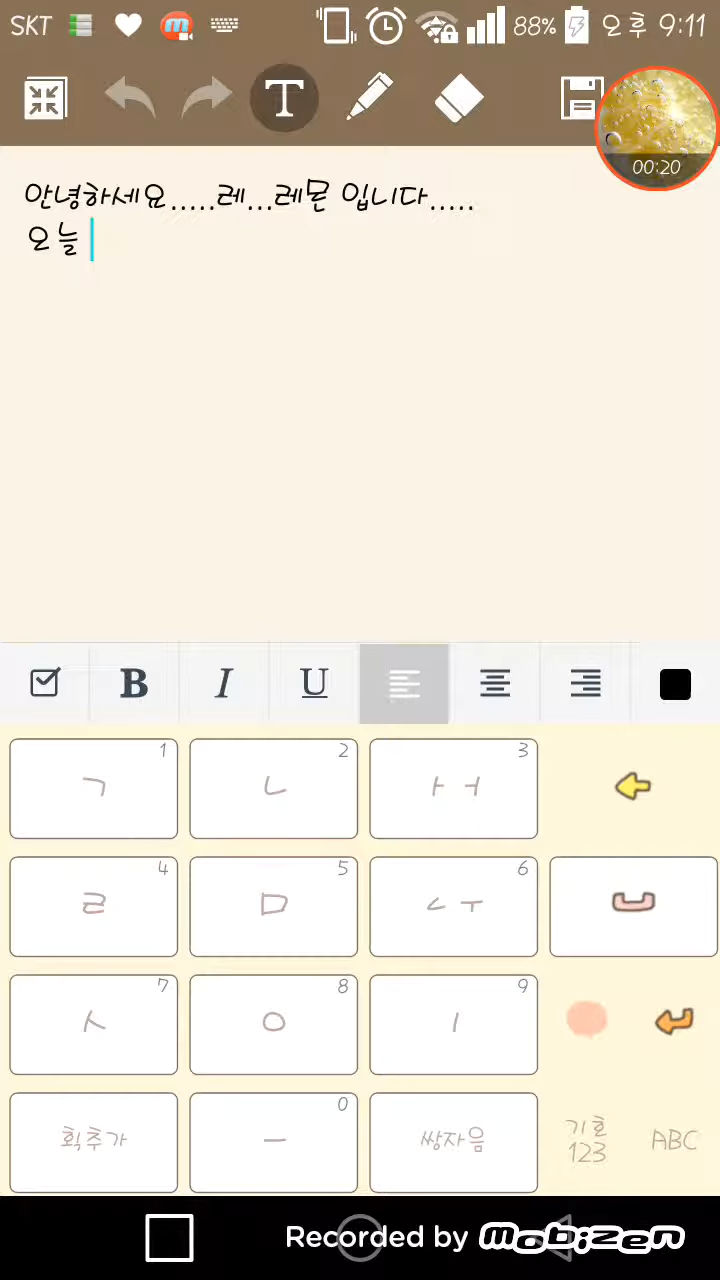 SKT 88% 오후 9:11
T
00:20
안녕하세요.....레...레몬 입니다.....
오늘
B I U
1 2 3
ㄱ ㄴ ㅏ ㅓ
4 5 6
ㄹ ㅁ ㅗ ㅜ
7 8 9
ㅅ ㅇ ㅣ
0
획추가 ㅡ 쌍자음 기호 ABC
123
Recorded by mobizen